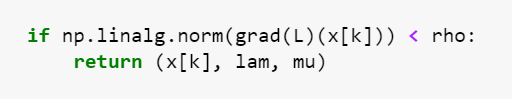 if np.linalg.norm(grad(L)(x[k])) < rho:
    return (x[k], lam, mu)